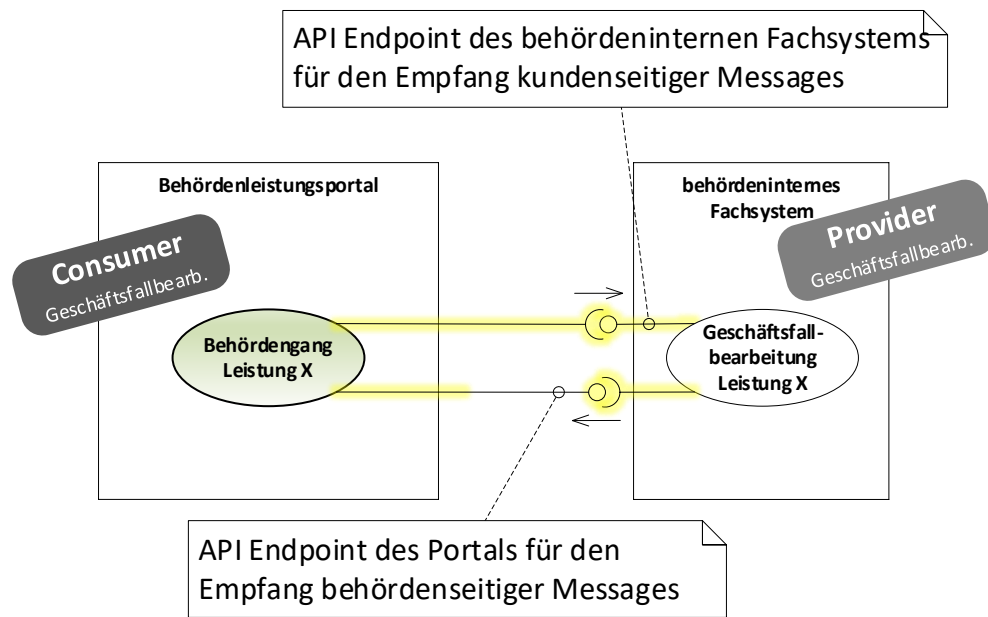 API Endpoint des behördeninternen Fachsystems
für den Empfang kundenseitiger Messages
Behördenleistungsportal
behördeninternes
Fachsystem
Consumer
Geschäftsfallbearb.
Provider
Geschäftsfallbearb.
Behördengang
Leistung X
Geschäftsfall-
bearbeitung
Leistung X
API Endpoint des Portals für den
Empfang behördenseitiger Messages